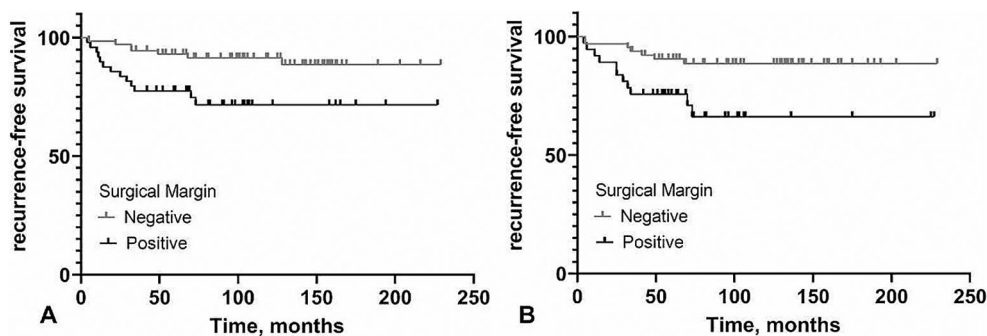 recurrence-free survival
100
50
0
Surgical Margin
Negative
Positive
0 50 100 150 200 250
Time, months
A
recurrence-free survival
100
50
0
Surgical Margin
Negative
Positive
0 50 100 150 200 250
Time, months
B